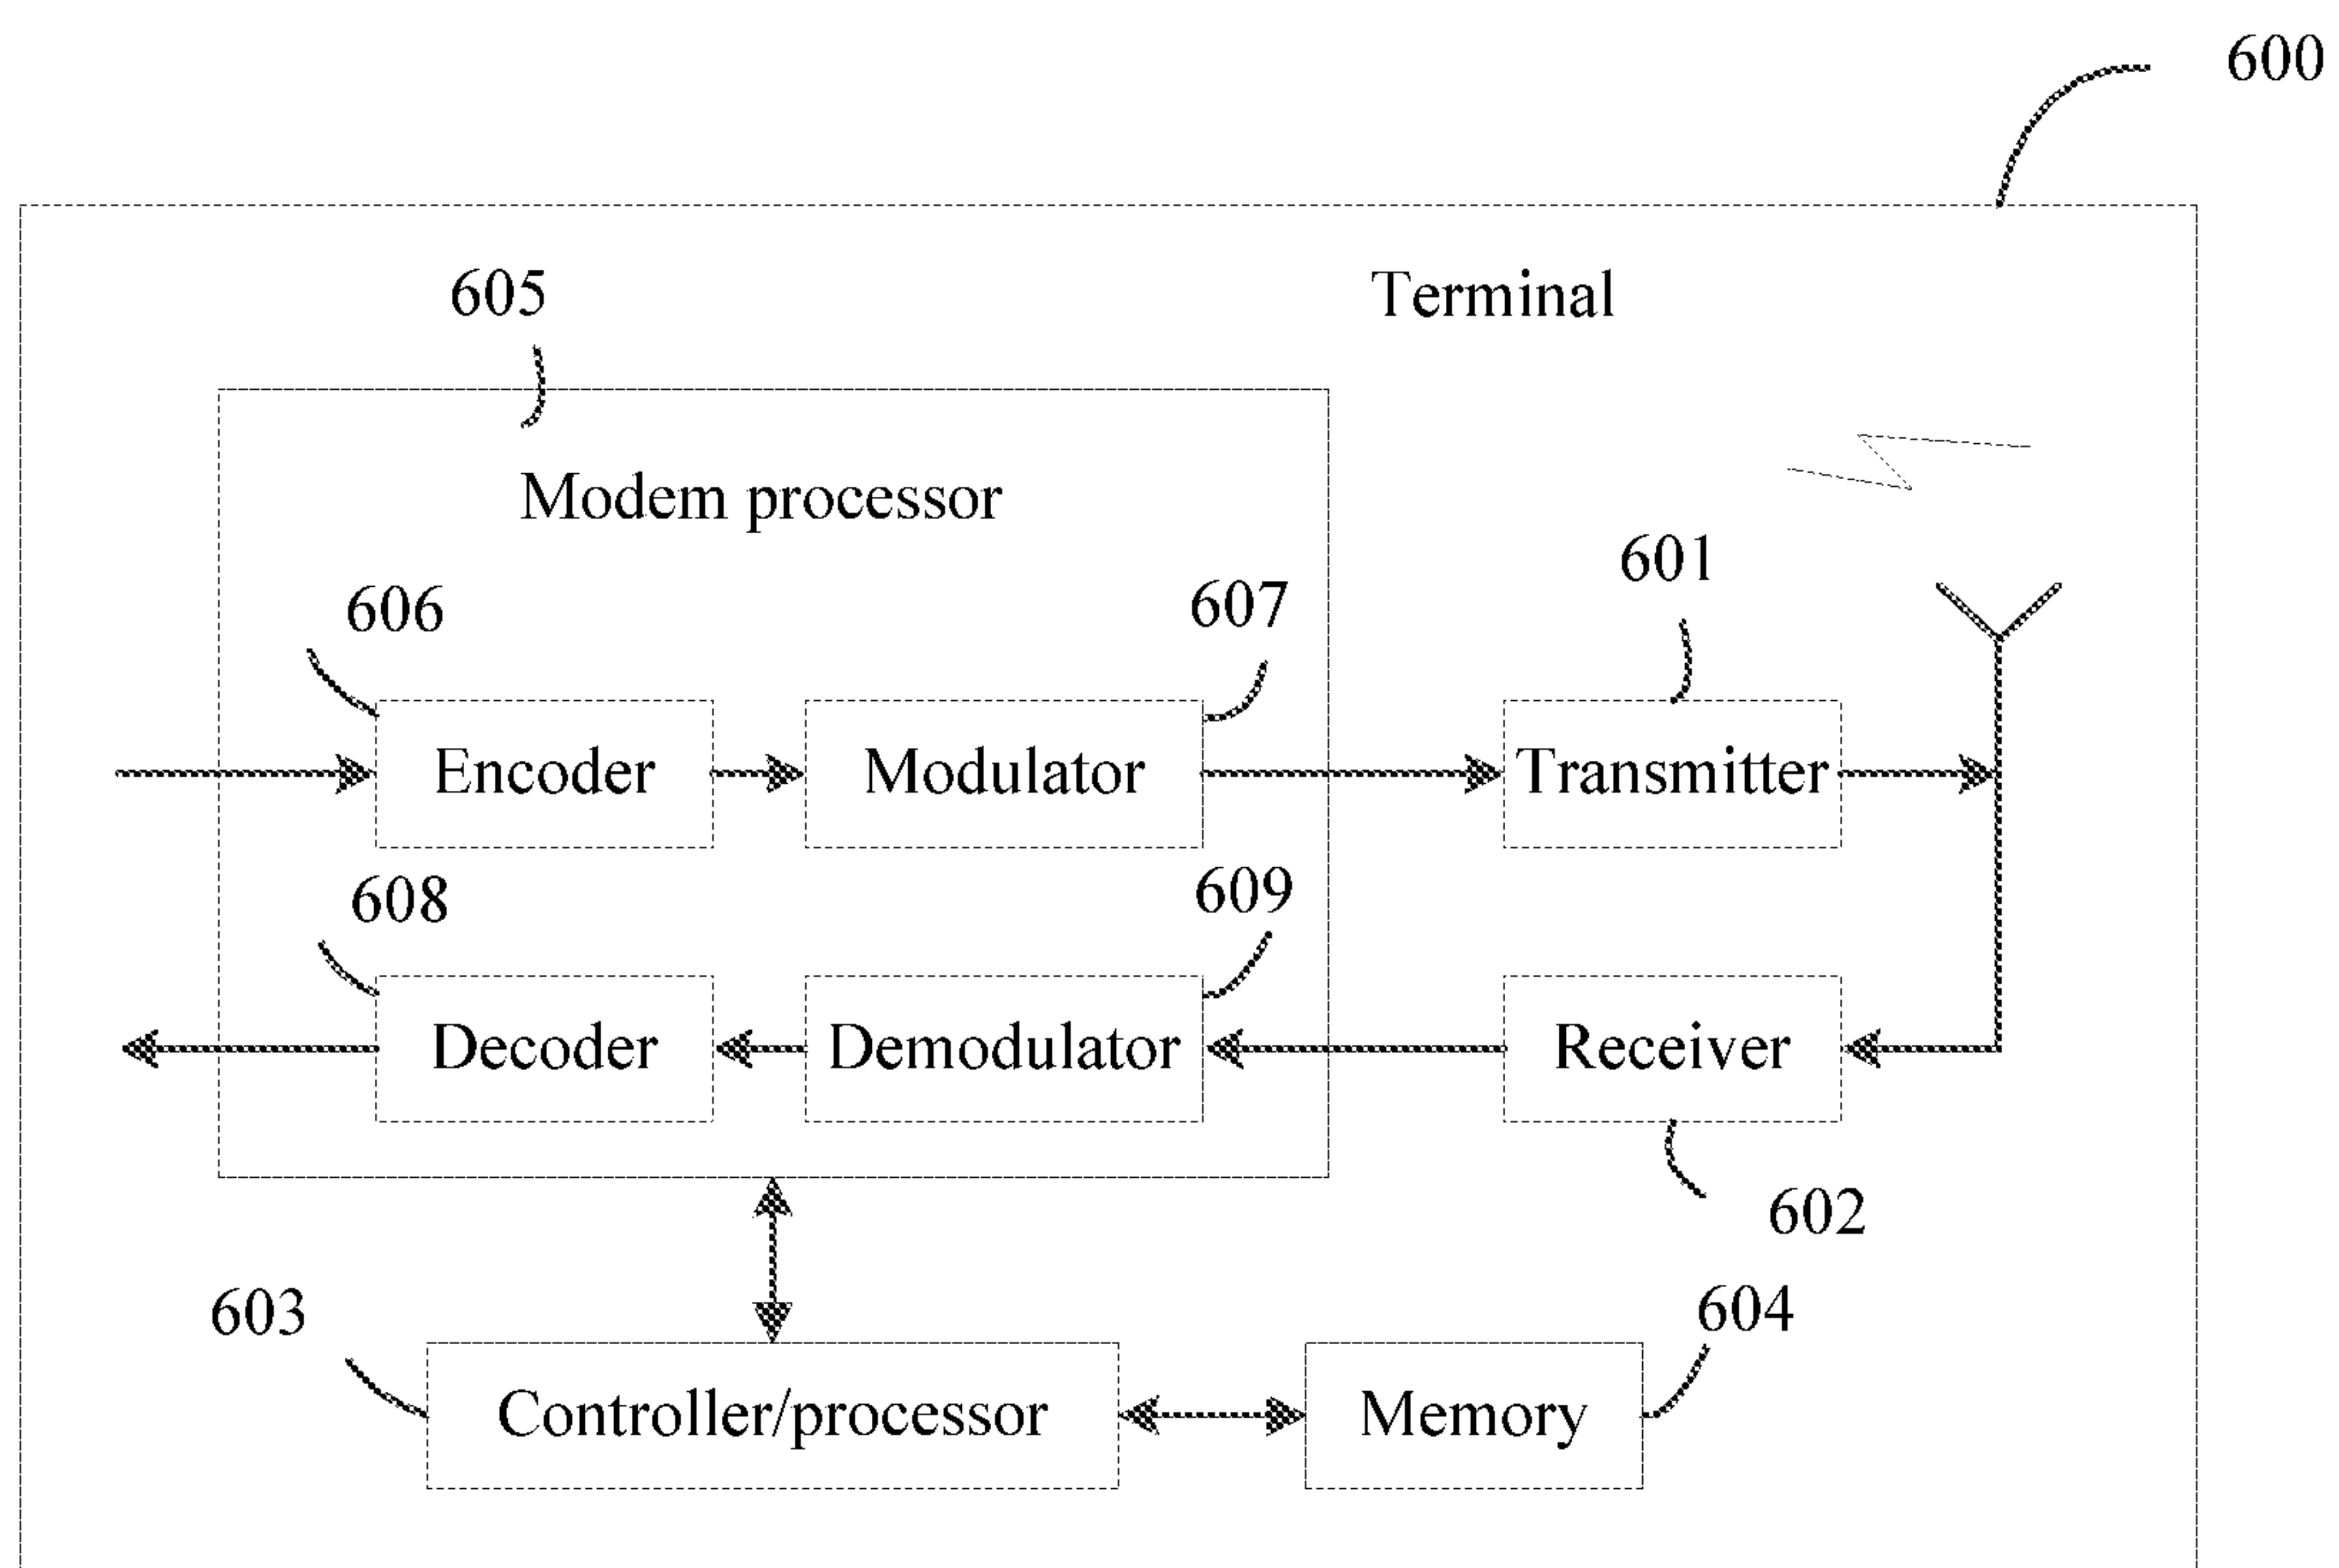 600
605
Terminal
Modem processor
601
606
607
Encoder
Modulator
Transmitter
608
609
Decoder
Demodulator
Receiver
602
603
604
Controller/processor
Memory